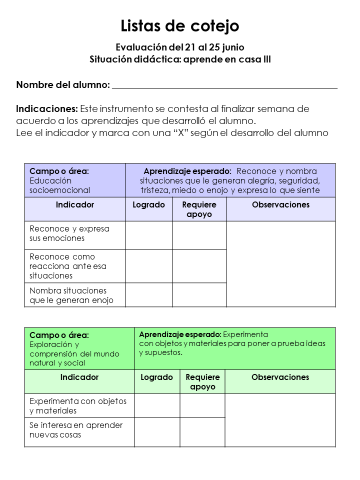 Listas de cotejo
Evaluación del 21 al 25 junio
Situación didáctica: aprende en casa III
Nombre del alumno:
Indicaciones: Este instrumento se contesta al finalizar semana de
acuerdo a los aprendizajes que desarrolló el alumno.
Lee el indicador y marca con una “X” según el desarrollo del alumno
Campo o área:
Educación
socioemocional
Aprendizaje esperado: Reconoce y nombra
situaciones que le generan alegría, seguridad,
tristeza, miedo o enojo y expresa lo que siente
Indicador Logrado Requiere
apoyo Observaciones
Reconoce y expresa
sus emociones
Reconoce como
reacciona ante esa
situaciones
Nombra situaciones
que le generan enojo
Campo o área:
Exploración y
comprensión del mundo
natural y social
Aprendizaje esperado: Experimenta
con objetos y materiales para poner a prueba ideas
y supuestos.
Indicador Logrado Requiere
apoyo Observaciones
Experimenta con objetos
y materiales
Se interesa en aprender
nuevas cosas